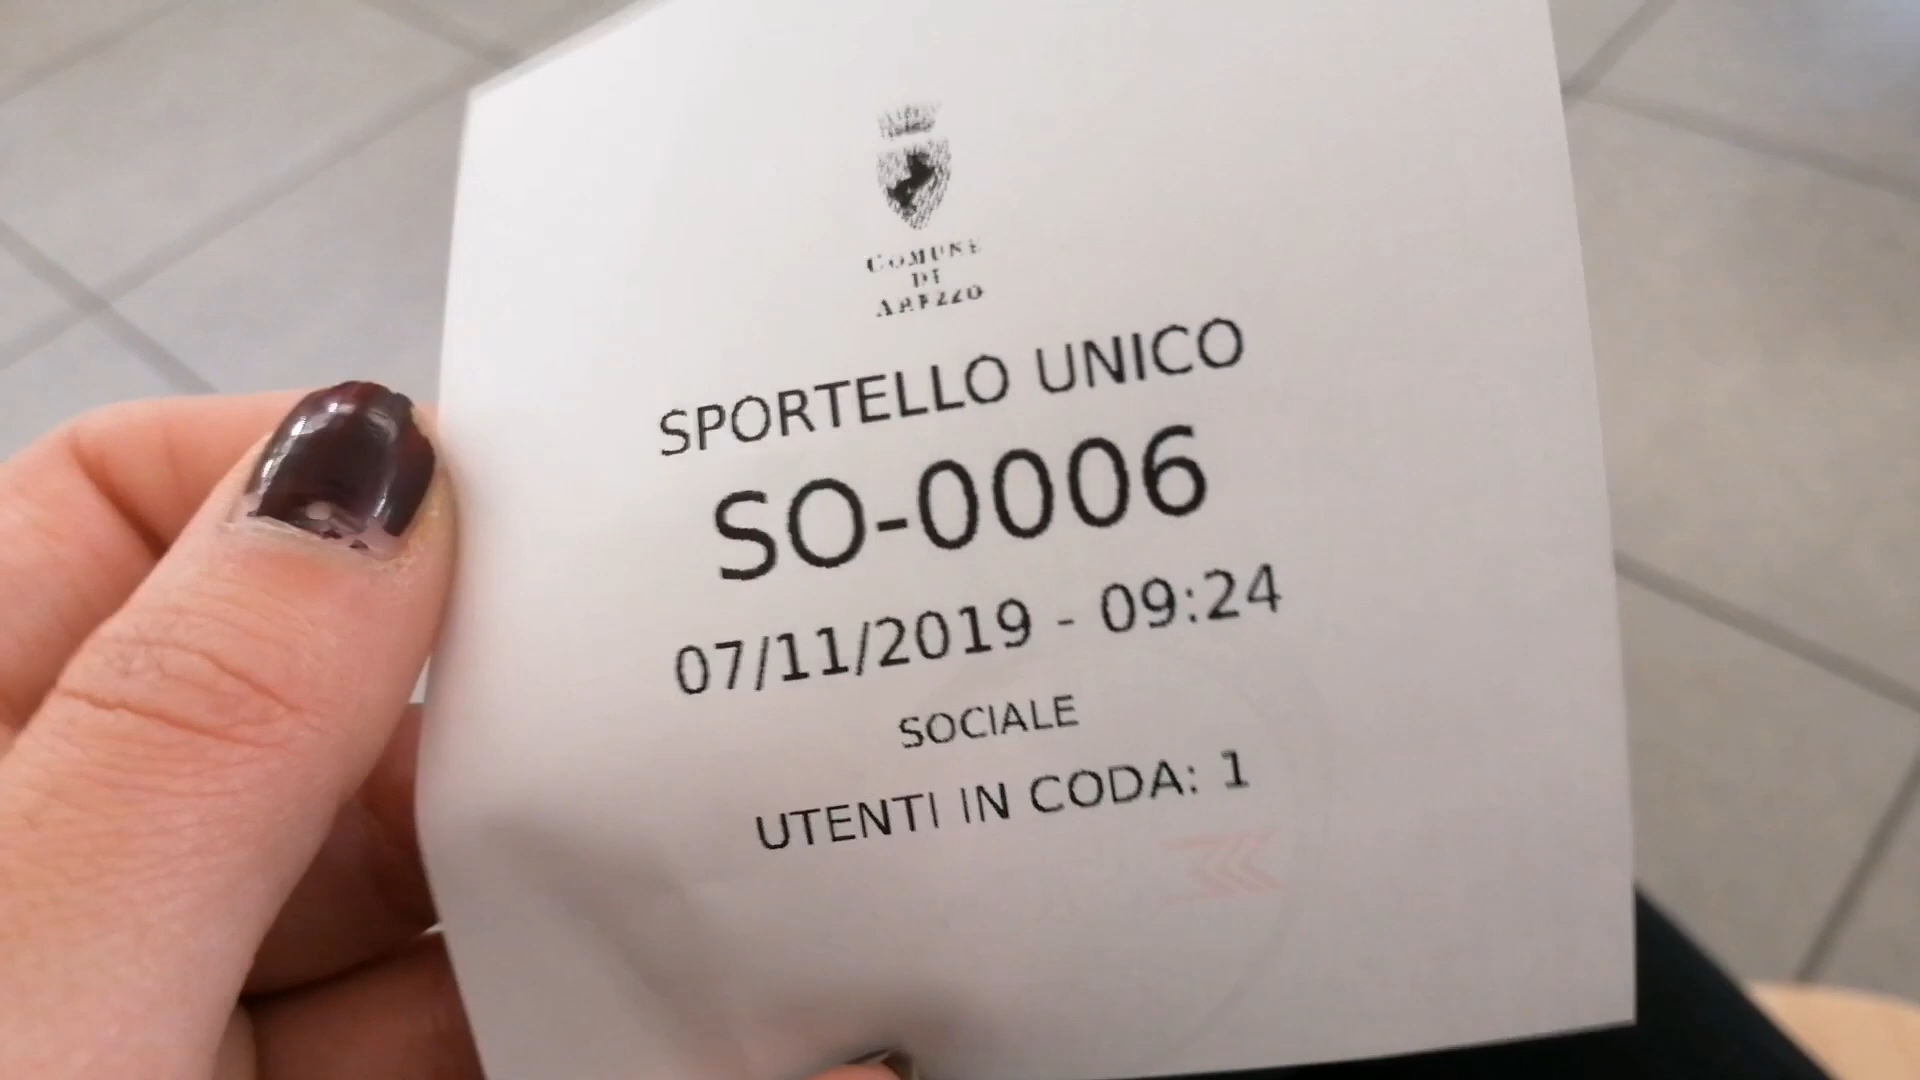 COMUNE
DI
AREZZO
SPORTELLO UNICO
SO-0006
07/11/2019 - 09:24
SOCIALE
UTENTI IN CODA: 1